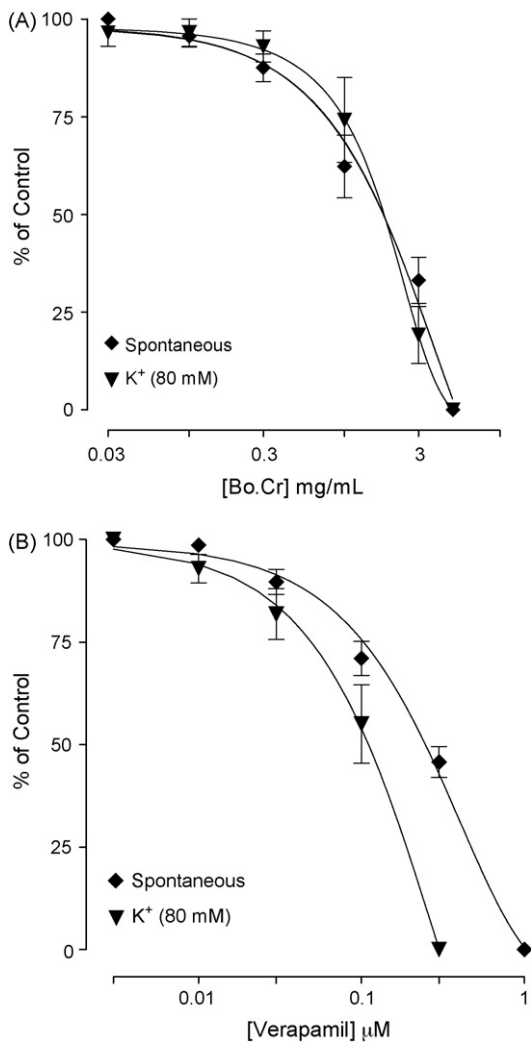 (A)
100
75
50
25
0
% of Control
Spontaneous
K⁺ (80 mM)
0.03
0.3
3
[Bo.Cr] mg/mL
(B)
100
75
50
25
0
% of Control
Spontaneous
K⁺ (80 mM)
0.01
0.1
1
[Verapamil] μM